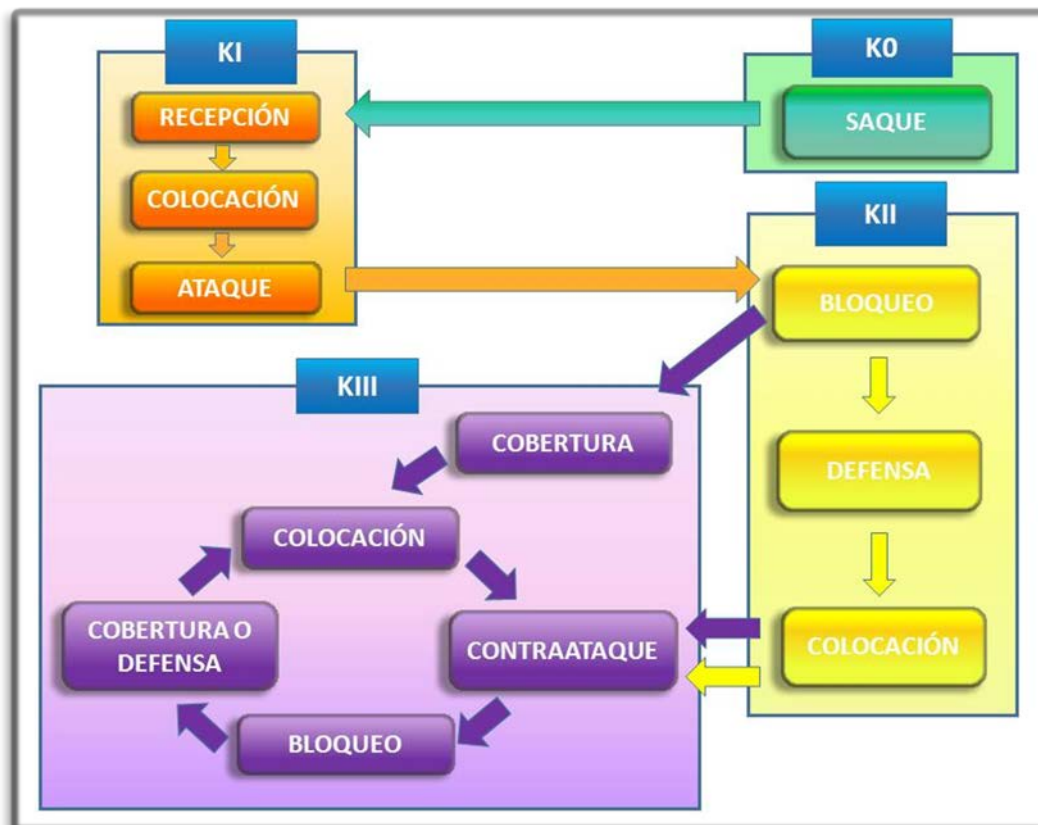 KI
RECEPCIÓN
COLOCACIÓN
ATAQUE
K0
SAQUE
KII
BLOQUEO
DEFENSA
COLOCACIÓN
KIII
COBERTURA
COLOCACIÓN
CONTRAATAQUE
BLOQUEO
COBERTURA O
DEFENSA